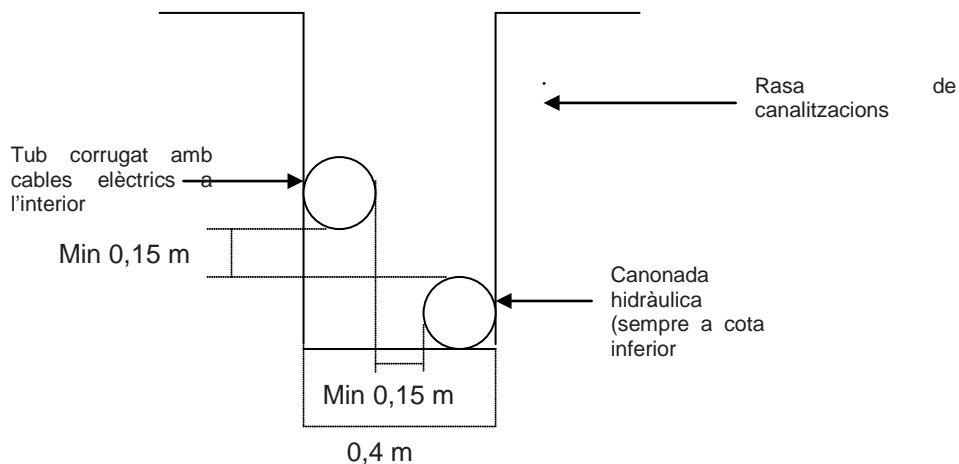 Rasa de
canalitzacions
Tub corrugat amb
cables elèctrics a
l'interior
Min 0,15 m
Canonada
hidràulica
(sempre a cota
inferior
Min 0,15 m
0,4 m